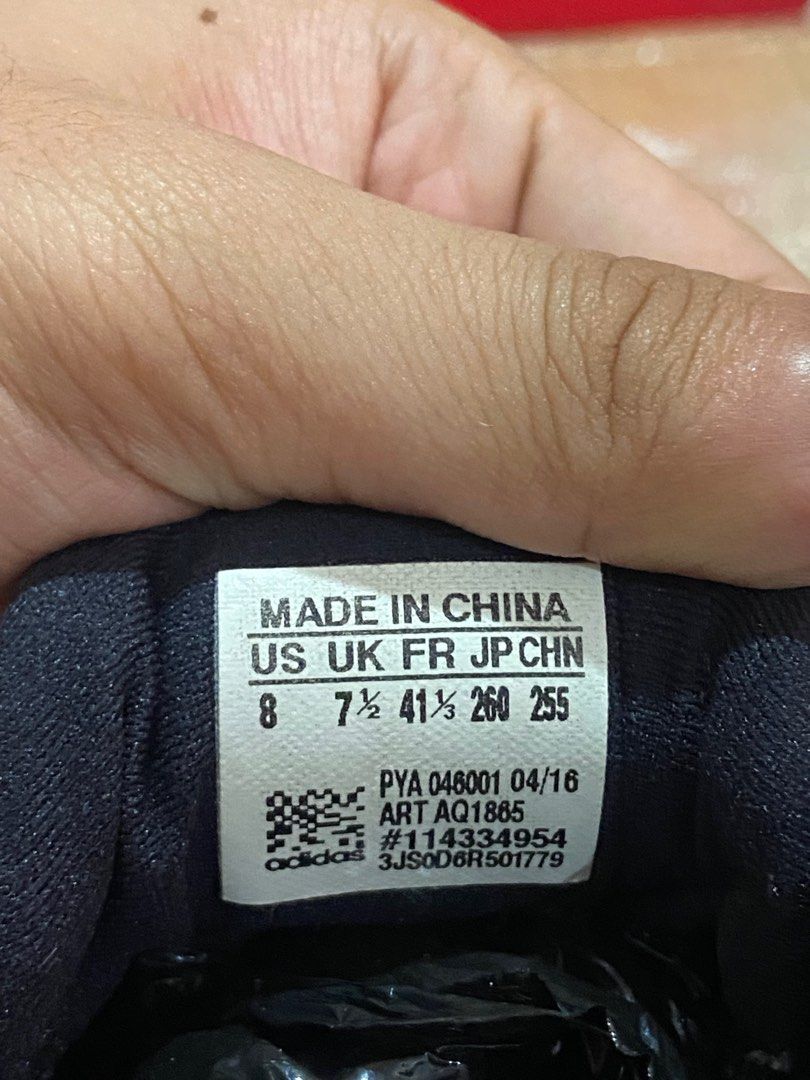 MADE IN CHINA
US UK FR JP CHN
8 7½ 41⅓ 260 255
PYA 046001 04/16
ART AQ1865
#114334954
3JS0D6R501779
adidas